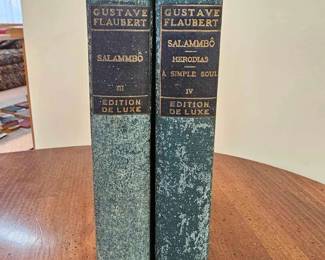 GUSTAVE
FLAUBERT
SALAMMBÔ
III
EDITION
DE LUXE
GUSTAVE
FLAUBERT
SALAMMBÔ
HERODIAS
A SIMPLE SOUL
IV
EDITION
DE LUXE